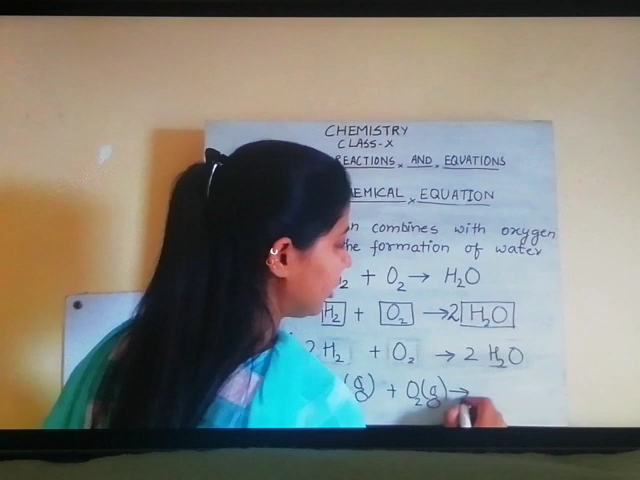 CHEMISTRY
CLASS-X
REACTIONS × AND × EQUATIONS
EMICAL × EQUATION
n combines with oxygen
the formation of water
₂ + O₂ → H₂O
H₂ + O₂ → 2 H₂O
2 H₂ + O₂ → 2 H₂O
(g) + O₂(g) →